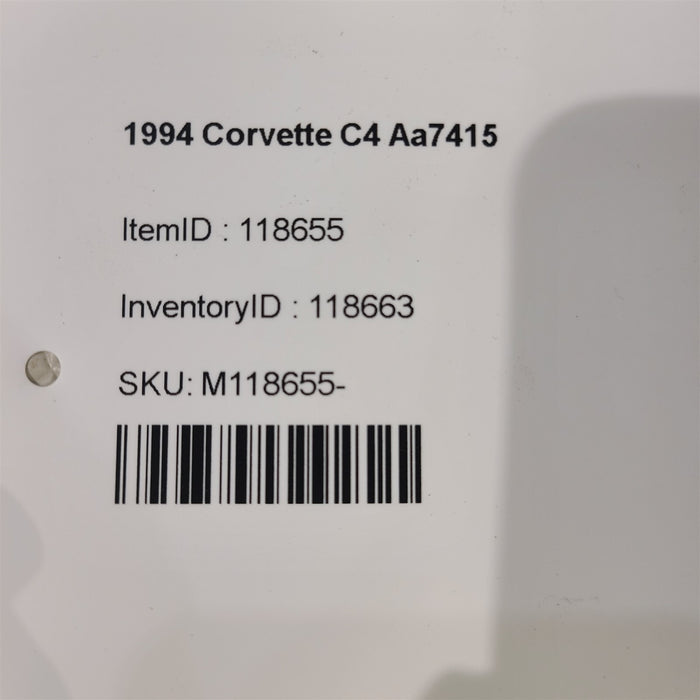 1994 Corvette C4 Aa7415
ItemID : 118655
InventoryID : 118663
SKU: M118655-